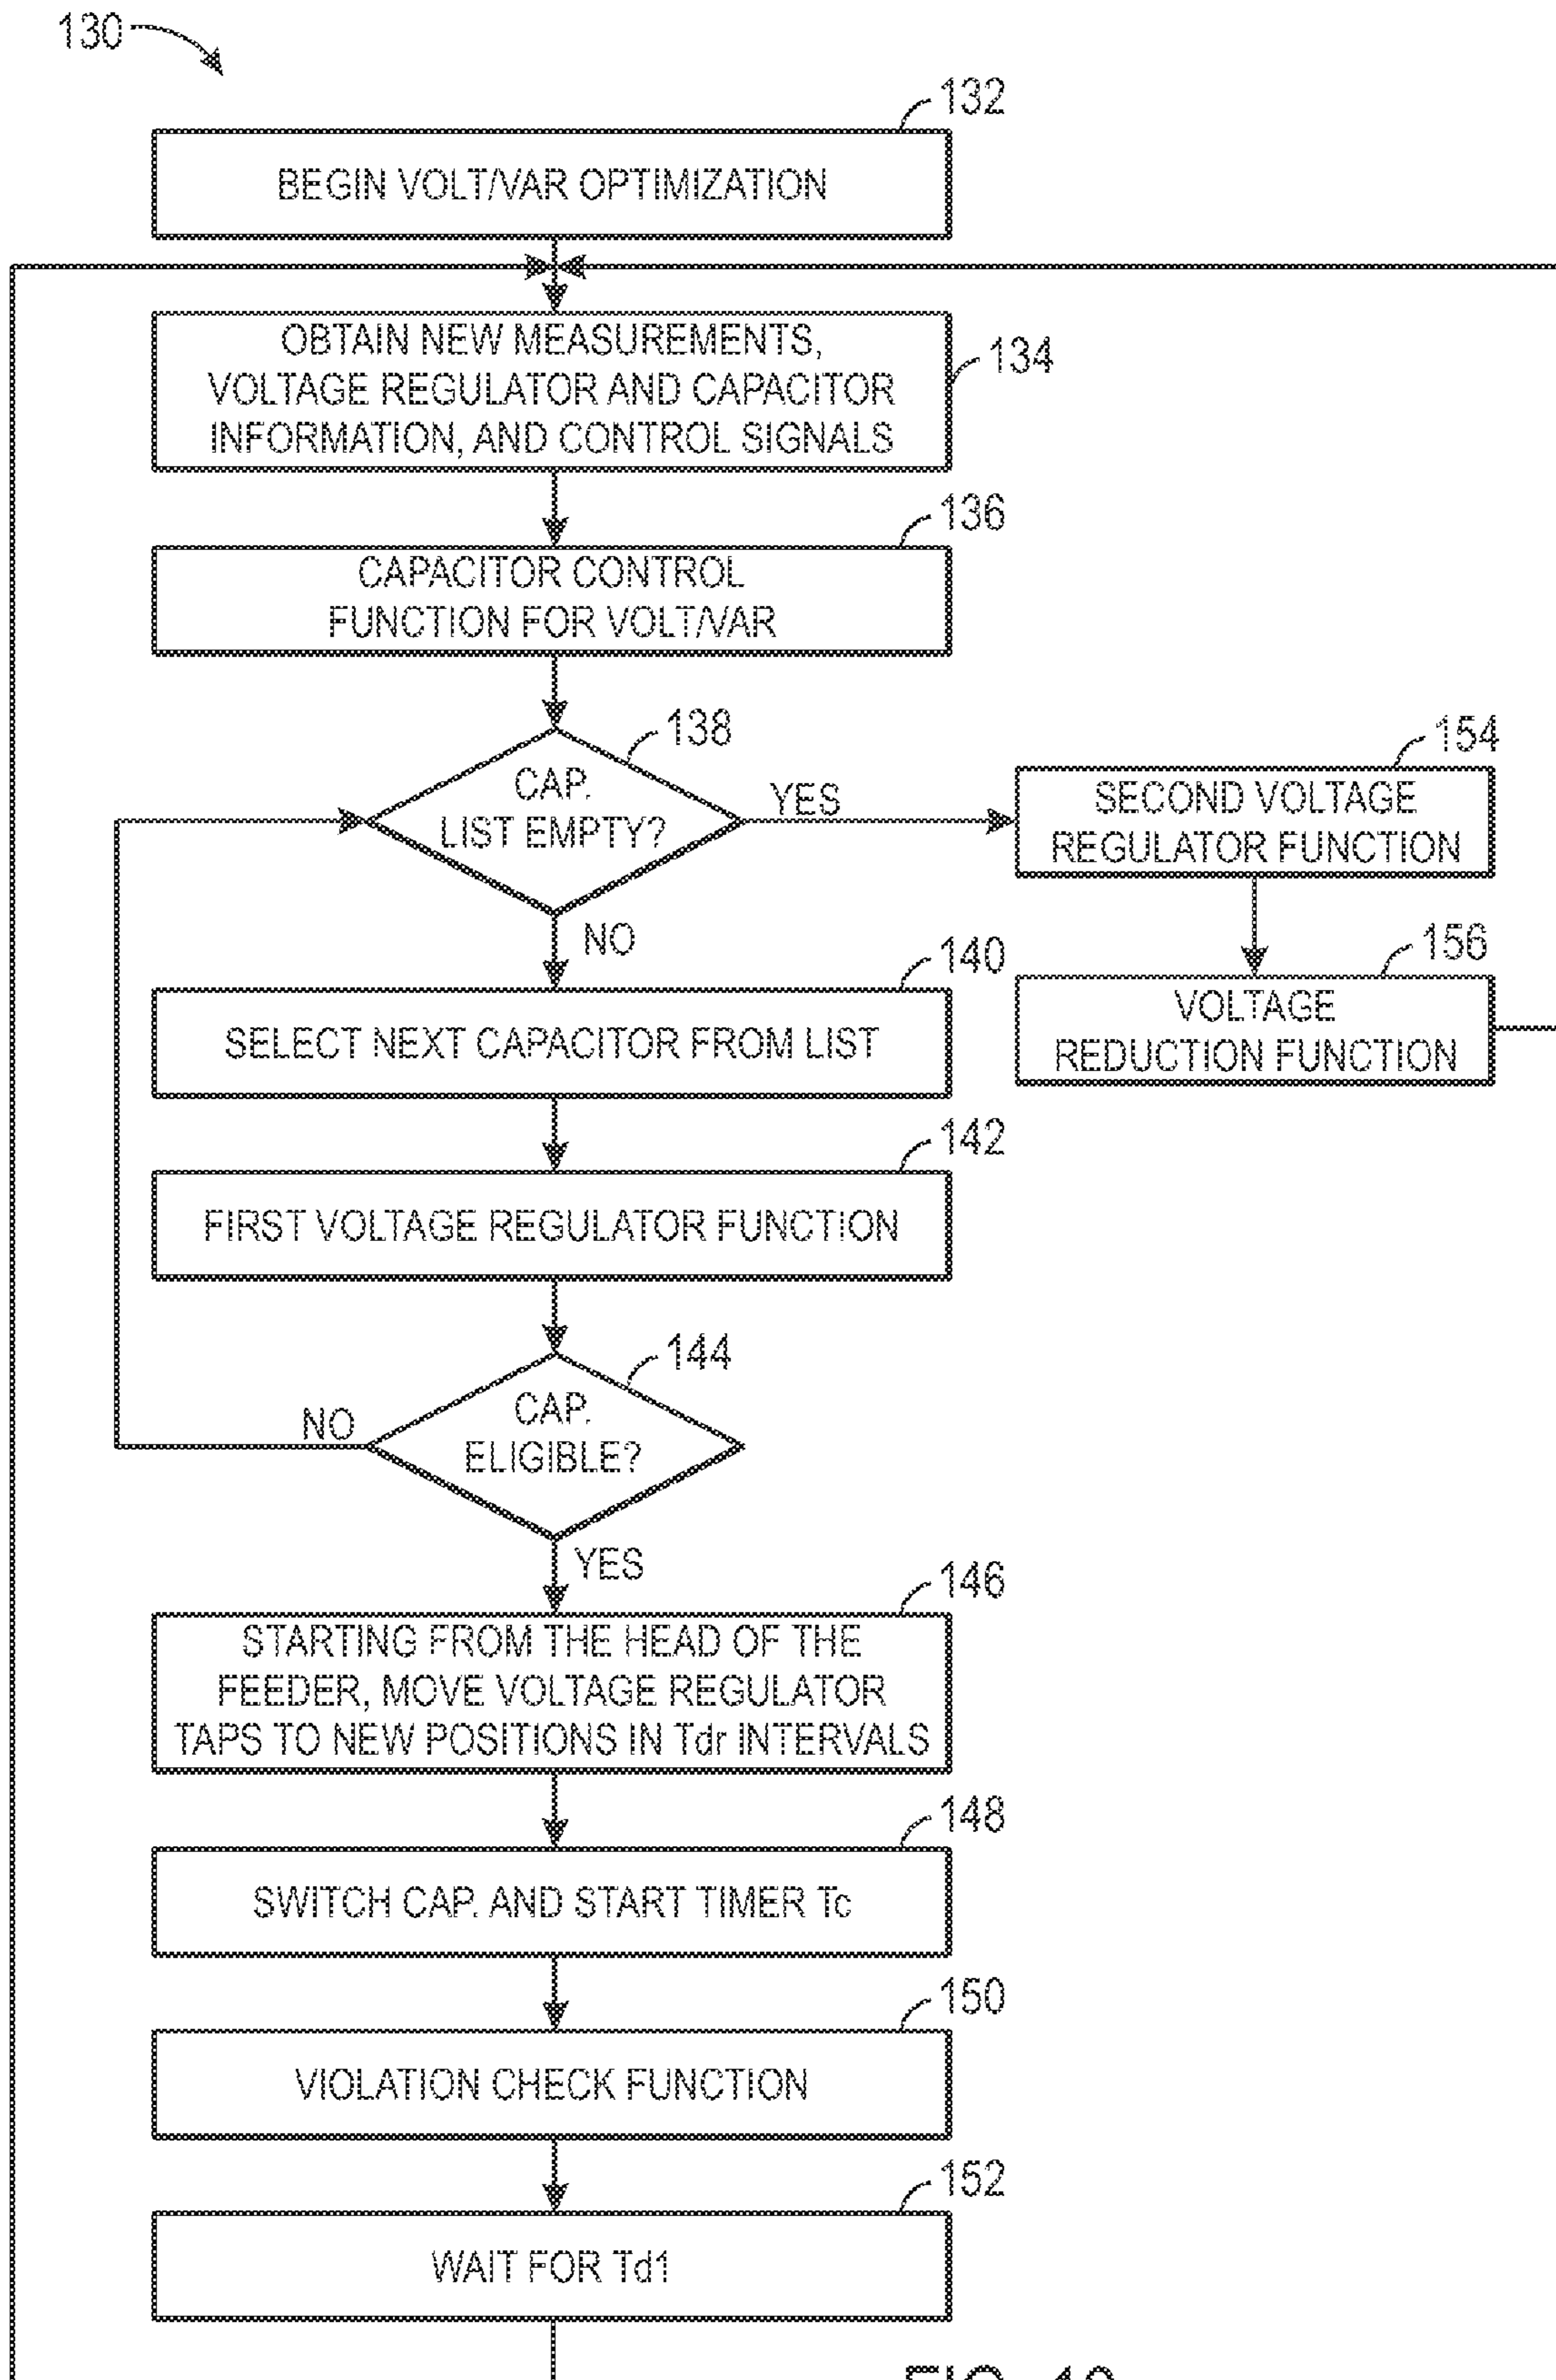 130
132
BEGIN VOLT/VAR OPTIMIZATION
OBTAIN NEW MEASUREMENTS,
VOLTAGE REGULATOR AND CAPACITOR
INFORMATION, AND CONTROL SIGNALS
134
136
CAPACITOR CONTROL
FUNCTION FOR VOLT/VAR
138
CAP.
LIST EMPTY?
YES
NO
154
SECOND VOLTAGE
REGULATOR FUNCTION
156
VOLTAGE
REDUCTION FUNCTION
140
SELECT NEXT CAPACITOR FROM LIST
142
FIRST VOLTAGE REGULATOR FUNCTION
144
CAP.
ELIGIBLE?
NO
YES
146
STARTING FROM THE HEAD OF THE
FEEDER, MOVE VOLTAGE REGULATOR
TAPS TO NEW POSITIONS IN Tdr INTERVALS
148
SWITCH CAP. AND START TIMER Tc
150
VIOLATION CHECK FUNCTION
152
WAIT FOR Td1